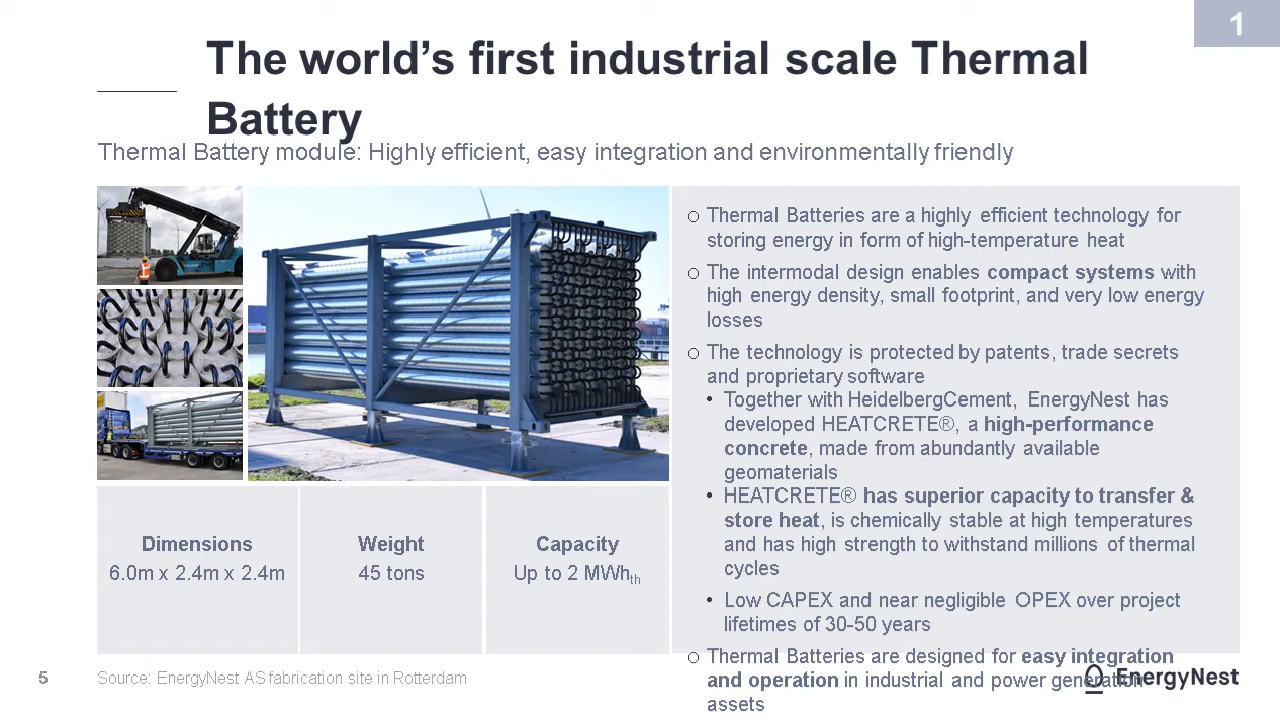 1
The world’s first industrial scale Thermal
Battery
Thermal Battery module: Highly efficient, easy integration and environmentally friendly
Dimensions
6.0m x 2.4m x 2.4m
Weight
45 tons
Capacity
Up to 2 MWhth
o Thermal Batteries are a highly efficient technology for
storing energy in form of high-temperature heat
o The intermodal design enables compact systems with
high energy density, small footprint, and very low energy
losses
o The technology is protected by patents, trade secrets
and proprietary software
• Together with HeidelbergCement, EnergyNest has
developed HEATCRETE®, a high-performance
concrete, made from abundantly available
geomaterials
• HEATCRETE® has superior capacity to transfer &
store heat, is chemically stable at high temperatures
and has high strength to withstand millions of thermal
cycles
• Low CAPEX and near negligible OPEX over project
lifetimes of 30-50 years
o Thermal Batteries are designed for easy integration
and operation in industrial and power generation
assets
5
Source: EnergyNest AS fabrication site in Rotterdam
EnergyNest